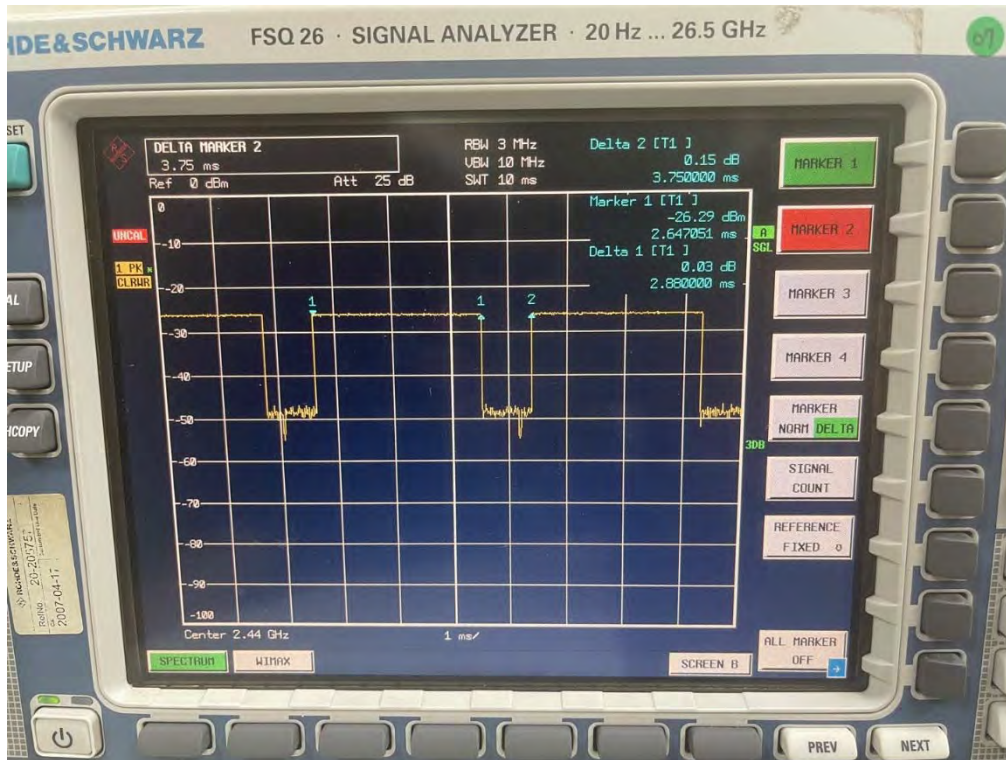 HDE&SCHWARZ FSQ 26 · SIGNAL ANALYZER · 20 Hz ... 26.5 GHz
07
SET
DELTA MARKER 2
3.75 ms
RBW 3 MHz
VBW 10 MHz
SWT 10 ms
Delta 2 [T1 ]
0.15 dB
3.750000 ms
Ref 0 dBm
Att 25 dB
Marker 1 [T1 ]
-26.29 dBm
2.647051 ms
Delta 1 [T1 ]
0.03 dB
2.880000 ms
UNCAL
1 PK
CLRWR
A
SGL
3DB
0
-10
-20
-30
-40
-50
-60
-70
-80
-90
-100
1
1
2
Center 2.44 GHz
1 ms/
MARKER 1
MARKER 2
MARKER 3
MARKER 4
MARKER
NORM DELTA
SIGNAL
COUNT
REFERENCE
FIXED
ALL MARKER
OFF
SPECTRUM
WIMAX
SCREEN B
AL
ETUP
HCOPY
ROHDE&SCHWARZ
20-205757
2007-04-17
PREV
NEXT